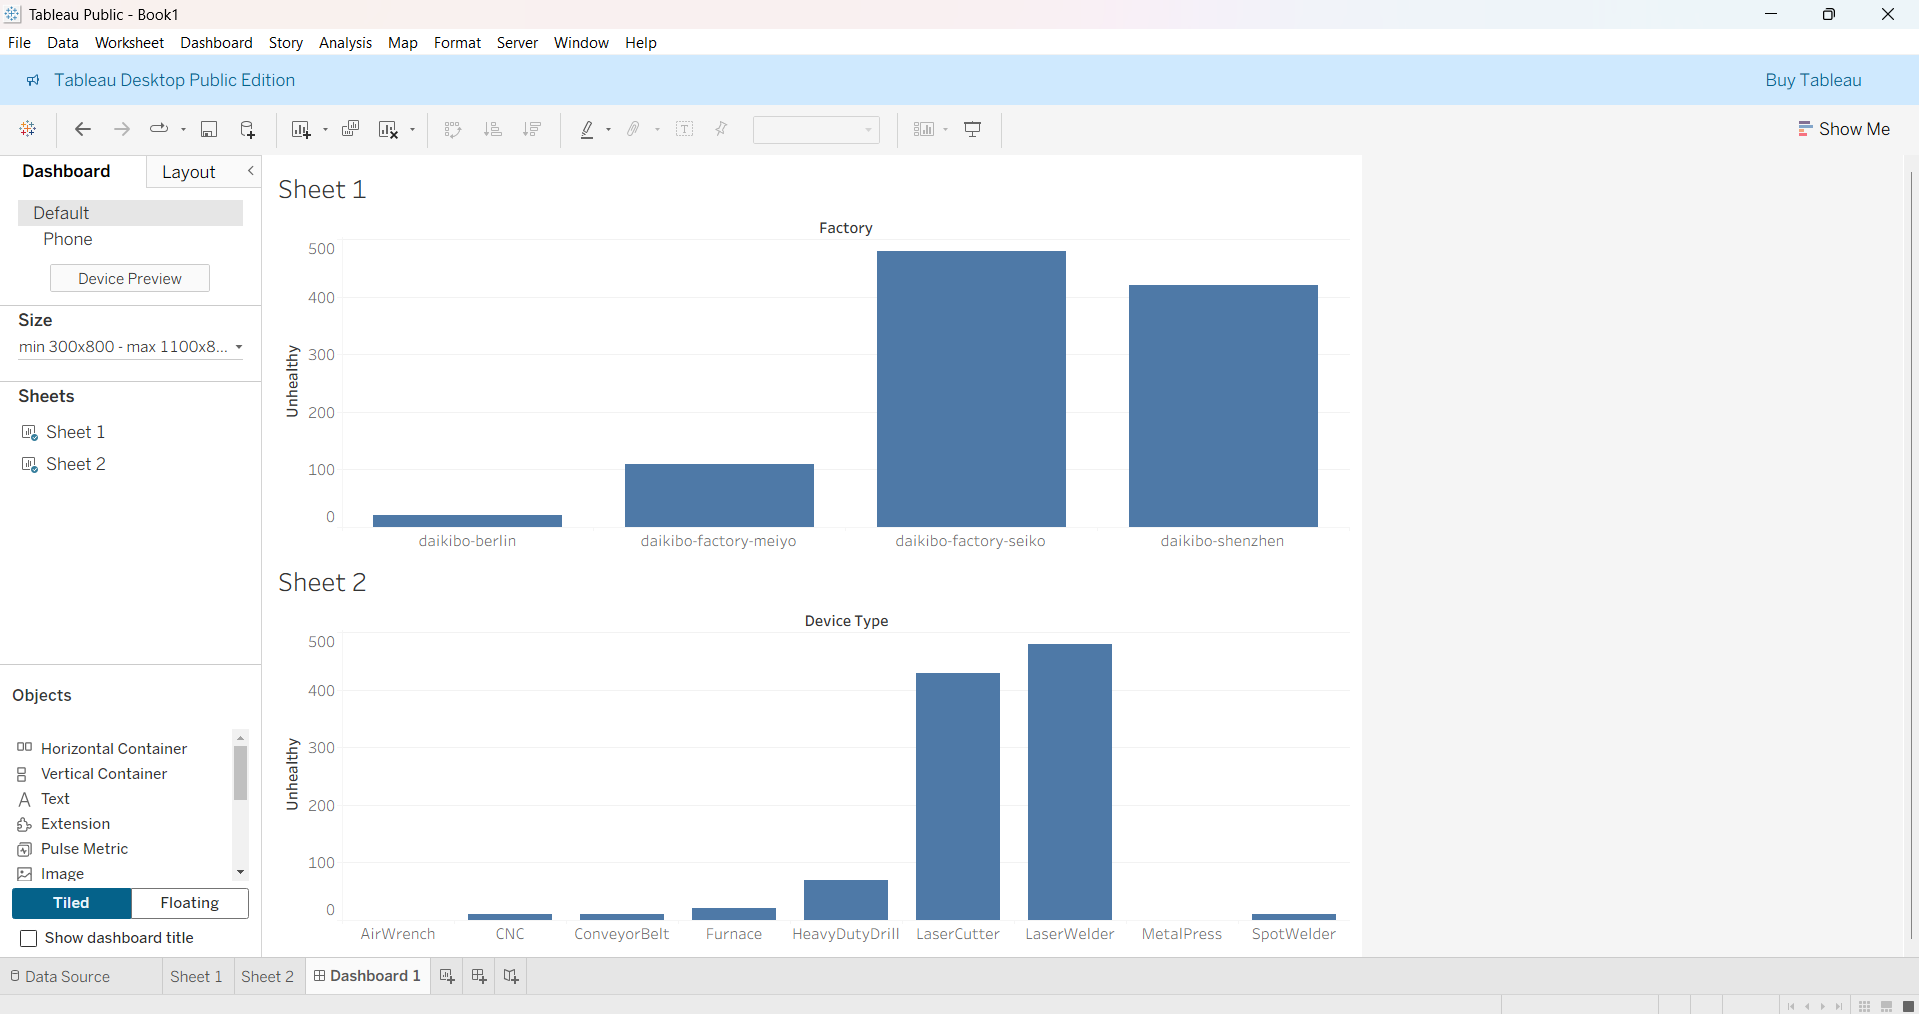 Tableau Public - Book1
File Data Worksheet Dashboard Story Analysis Map Format Server Window Help
Tableau Desktop Public Edition
Buy Tableau
Show Me
Dashboard
Layout
Default
Phone
Device Preview
Size
min 300x800 - max 1100x8...
Sheets
Sheet 1
Sheet 2
Objects
Horizontal Container
Vertical Container
Text
Extension
Pulse Metric
Image
Tiled
Floating
Show dashboard title
Sheet 1
Factory
500
400
300
200
100
0
Unhealthy
daikibo-berlin
daikibo-factory-meiyo
daikibo-factory-seiko
daikibo-shenzhen
Sheet 2
Device Type
500
400
300
200
100
0
Unhealthy
AirWrench
CNC
ConveyorBelt
Furnace
HeavyDutyDrill
LaserCutter
LaserWelder
MetalPress
SpotWelder
Data Source
Sheet 1
Sheet 2
Dashboard 1